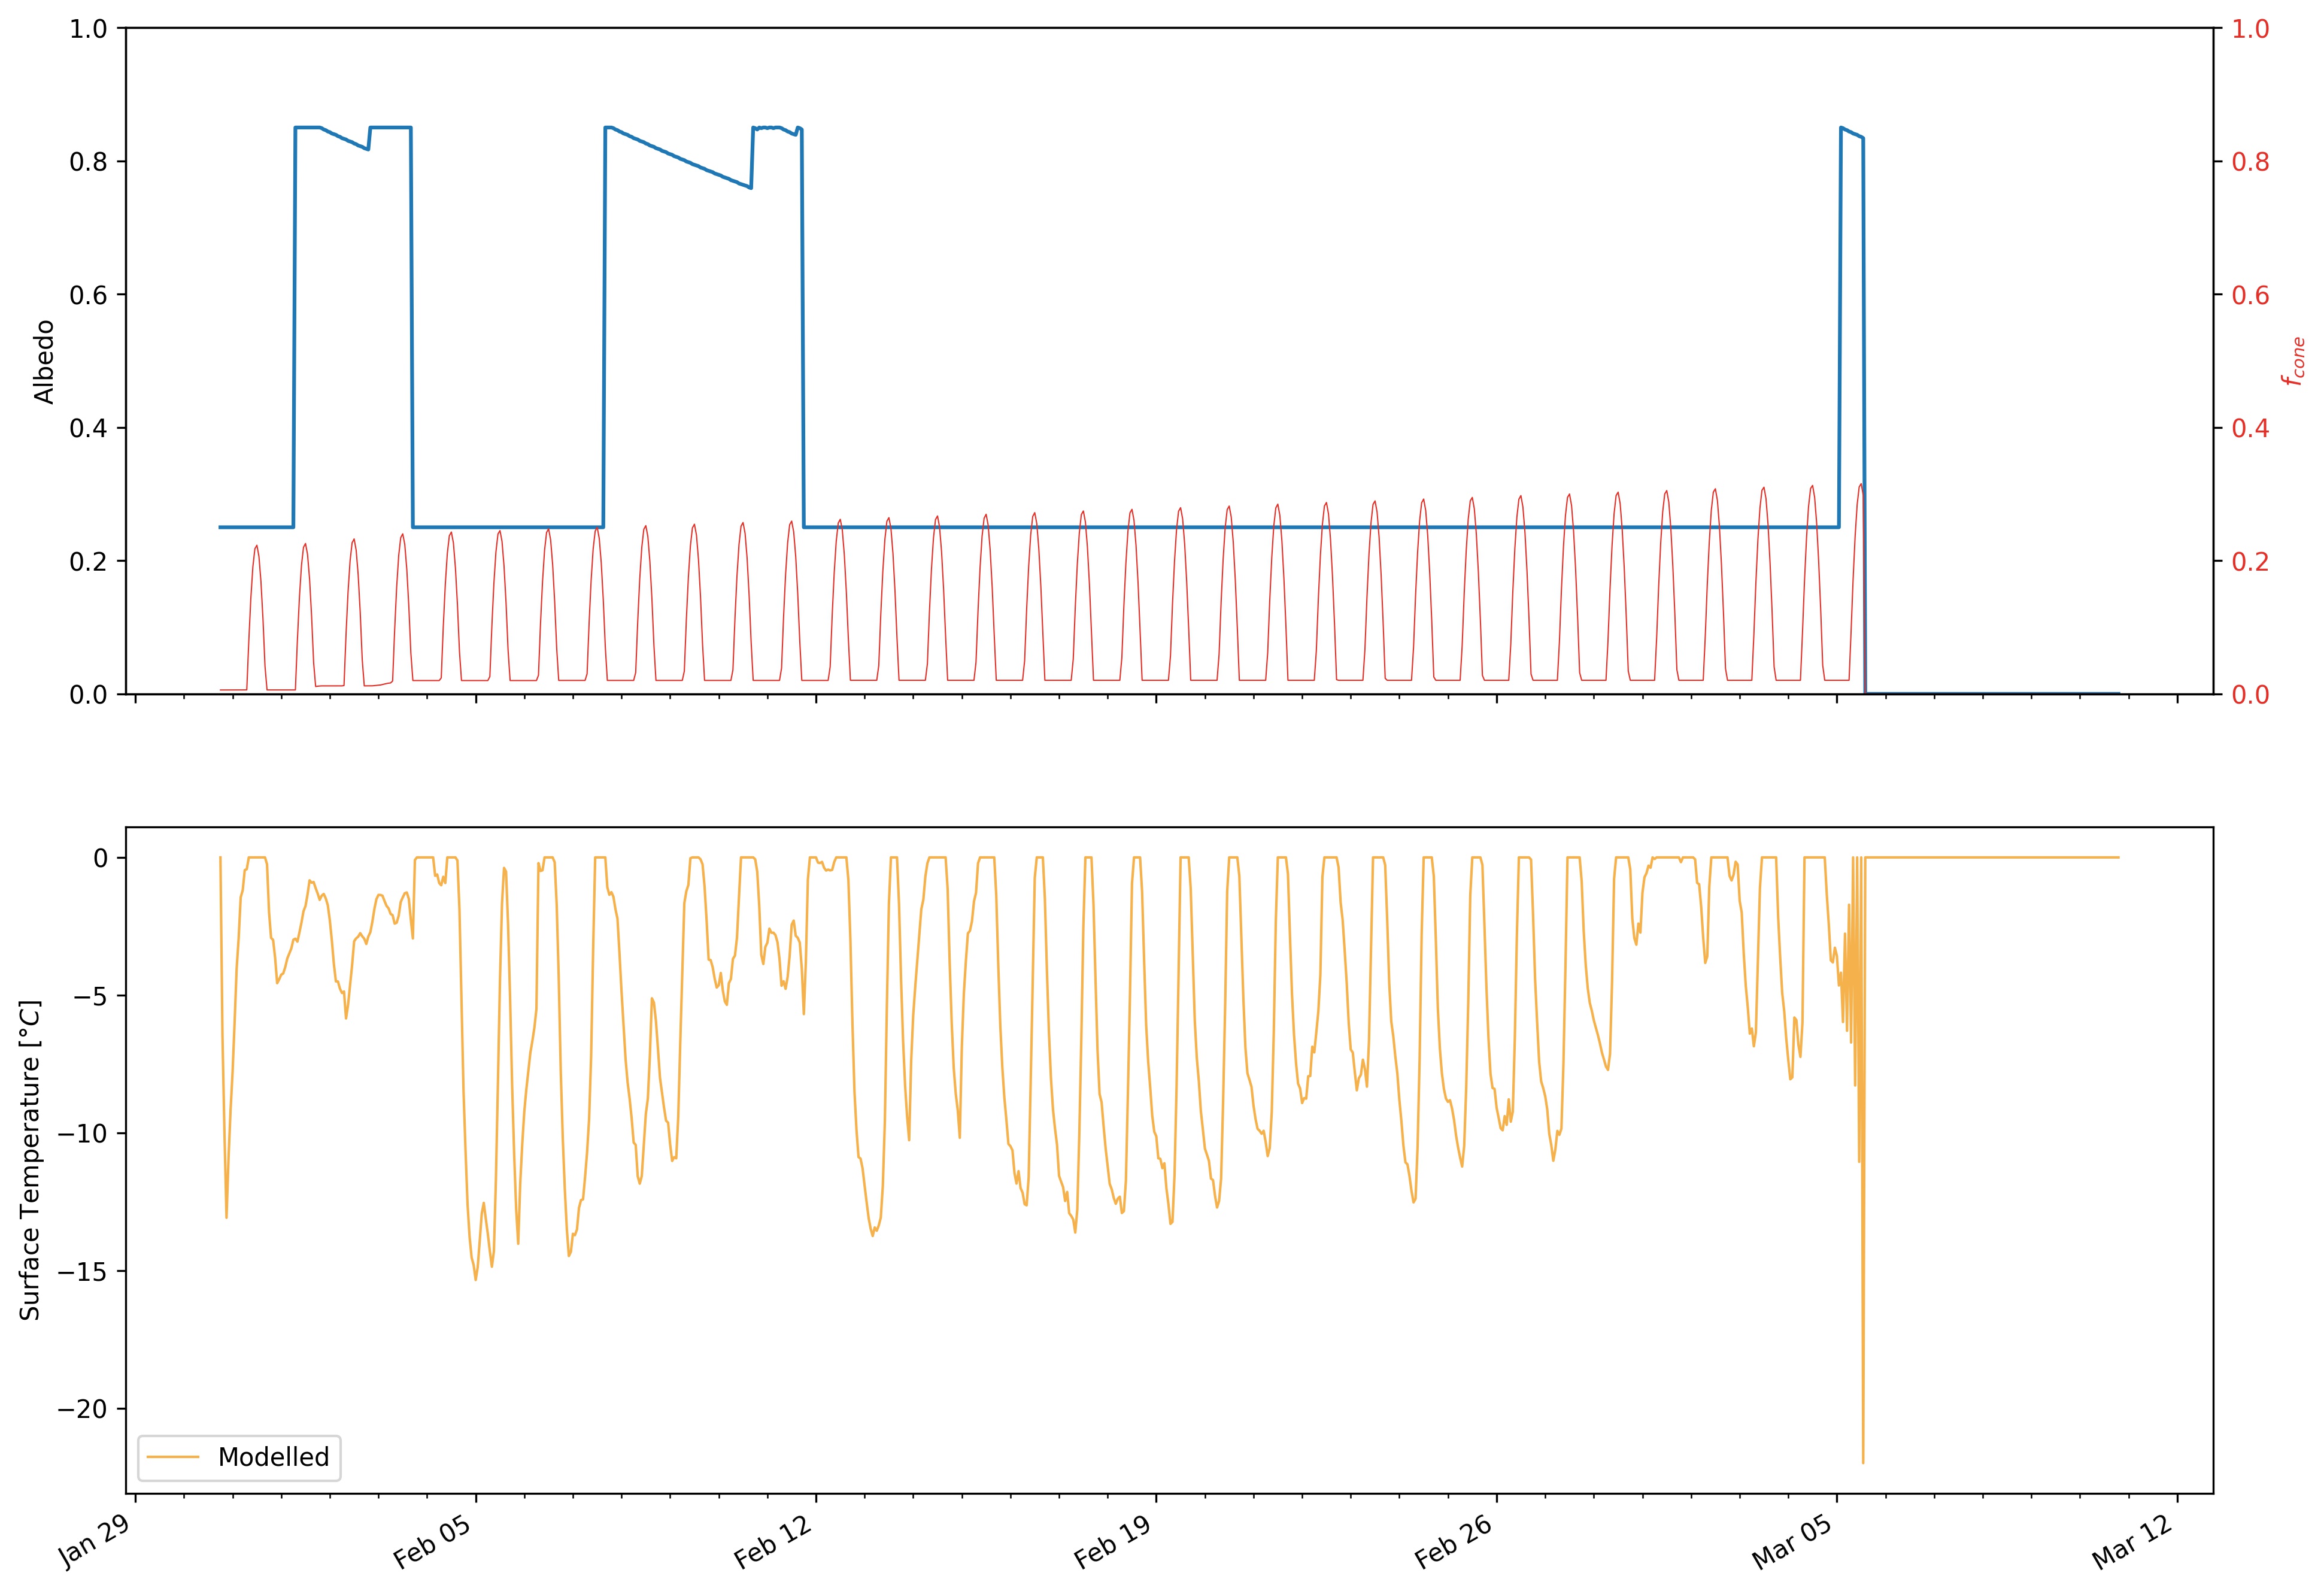 1.0
0.8
0.6
0.4
0.2
0.0
Albedo
1.0
0.8
0.6
0.4
0.2
0.0
f_cone
0
−5
−10
−15
−20
Surface Temperature [°C]
Modelled
Jan 29
Feb 05
Feb 12
Feb 19
Feb 26
Mar 05
Mar 12